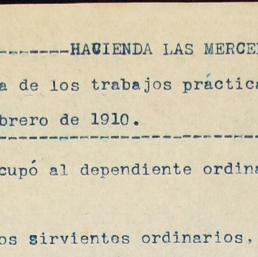 -------HACIENDA LAS MERCE
a de los trabajos práctica
brero de 1910.
cupó al dependiente ordina
os sirvientes ordinarios,